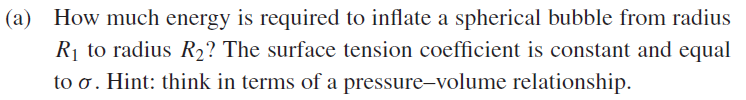 (a) How much energy is required to inflate a spherical bubble from radius
R₁ to radius R₂? The surface tension coefficient is constant and equal
to σ. Hint: think in terms of a pressure–volume relationship.